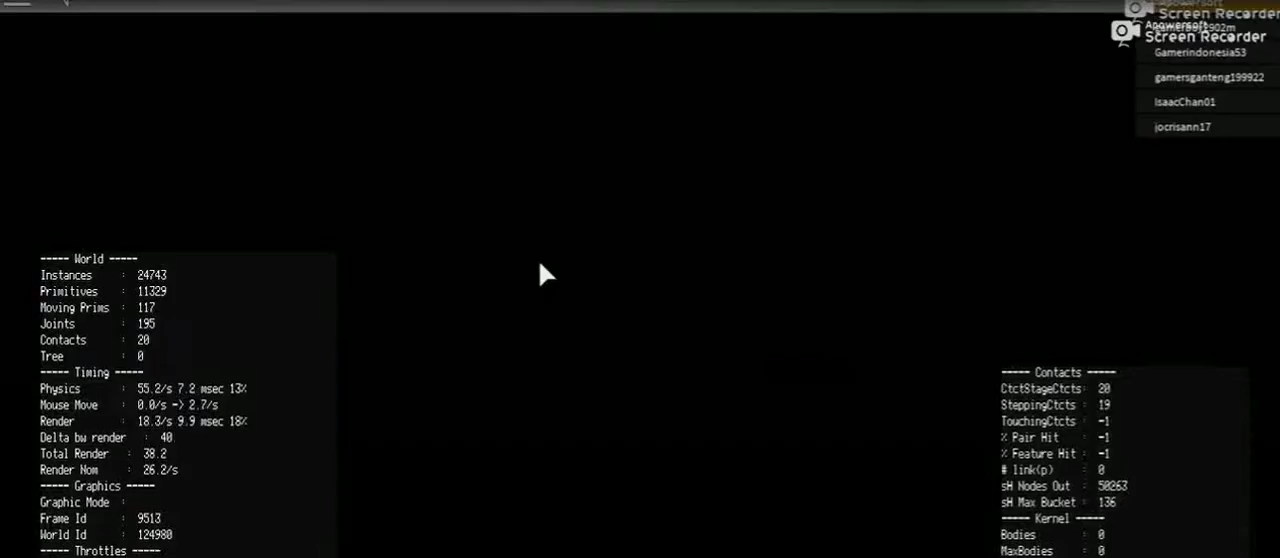 Apowersoft
Screen Recorder
Apowersoft
Screen Recorder
Gamerindonesia53
gamersganteng199922
IsaacChan01
jocrisann17
----- World -----
Instances : 24743
Primitives : 11329
Moving Prims : 117
Joints : 195
Contacts : 20
Tree : 0
----- Timing -----
Physics : 55.2/s 7.2 msec 13%
Mouse Move : 0.0/s -> 2.7/s
Render : 18.3/s 9.9 msec 18%
Delta bw render : 40
Total Render : 38.2
Render Nom : 26.2/s
----- Graphics -----
Graphic Mode :
Frame Id : 9513
World Id : 124980
----- Throttles -----
----- Contacts -----
CtctStageCtcts: 20
SteppingCtcts : 19
TouchingCtcts : -1
% Pair Hit : -1
% Feature Hit : -1
# link(p) : 0
sH Nodes Out : 50263
sH Max Bucket : 136
----- Kernel -----
Bodies : 0
MaxBodies : 0